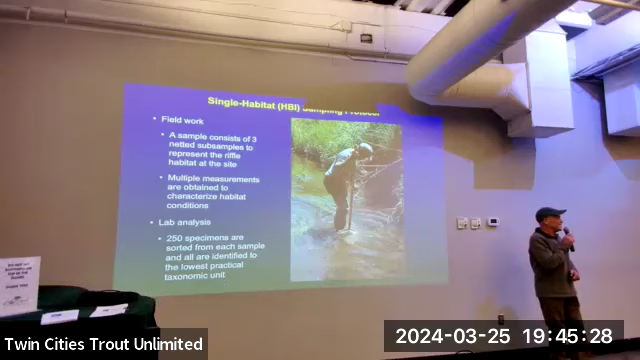 Single-Habitat (HBI) Sampling Protocol
• Field work
• A sample consists of 3
netted subsamples to
represent the riffle
habitat at the site
• Multiple measurements
are obtained to
characterize habitat
conditions
• Lab analysis
• 250 specimens are
sorted from each sample
and all are identified to
the lowest practical
taxonomic unit
Twin Cities Trout Unlimited
2024-03-25 19:45:28